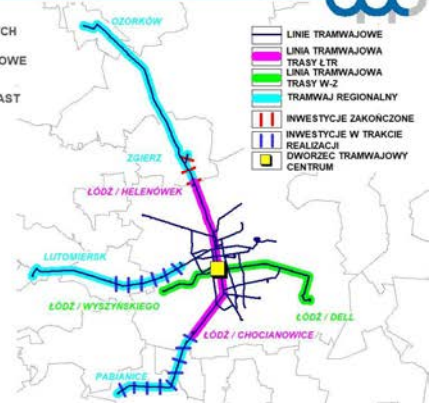 CH
OWE
AST
OZORKÓW
ZGIERZ
ŁÓDŹ / HELENÓWEK
LUTOMIERSK
ŁÓDŹ / WYSZYŃSKIEGO
ŁÓDŹ / DELL
ŁÓDŹ / CHOCIANOWICE
PABIANICE
LINIE TRAMWAJOWE
LINIA TRAMWAJOWA
TRASY ŁTR
LINIA TRAMWAJOWA
TRASY W-Z
TRAMWAJ REGIONALNY
INWESTYCJE ZAKOŃCZONE
INWESTYCJE W TRAKCIE
REALIZACJI
DWORZEC TRAMWAJOWY
CENTRUM